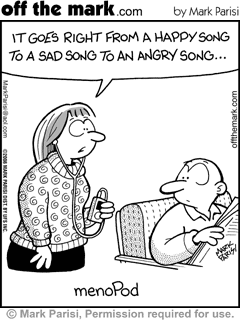 off the mark.com by Mark Parisi
IT GOES RIGHT FROM A HAPPY SONG
TO A SAD SONG TO AN ANGRY SONG...
offthemark.com
MarkParisi@aol.com
©2008 MARK PARISI DIST. BY UFS INC.
MARK PARISI
menoPod
© Mark Parisi, Permission required for use.